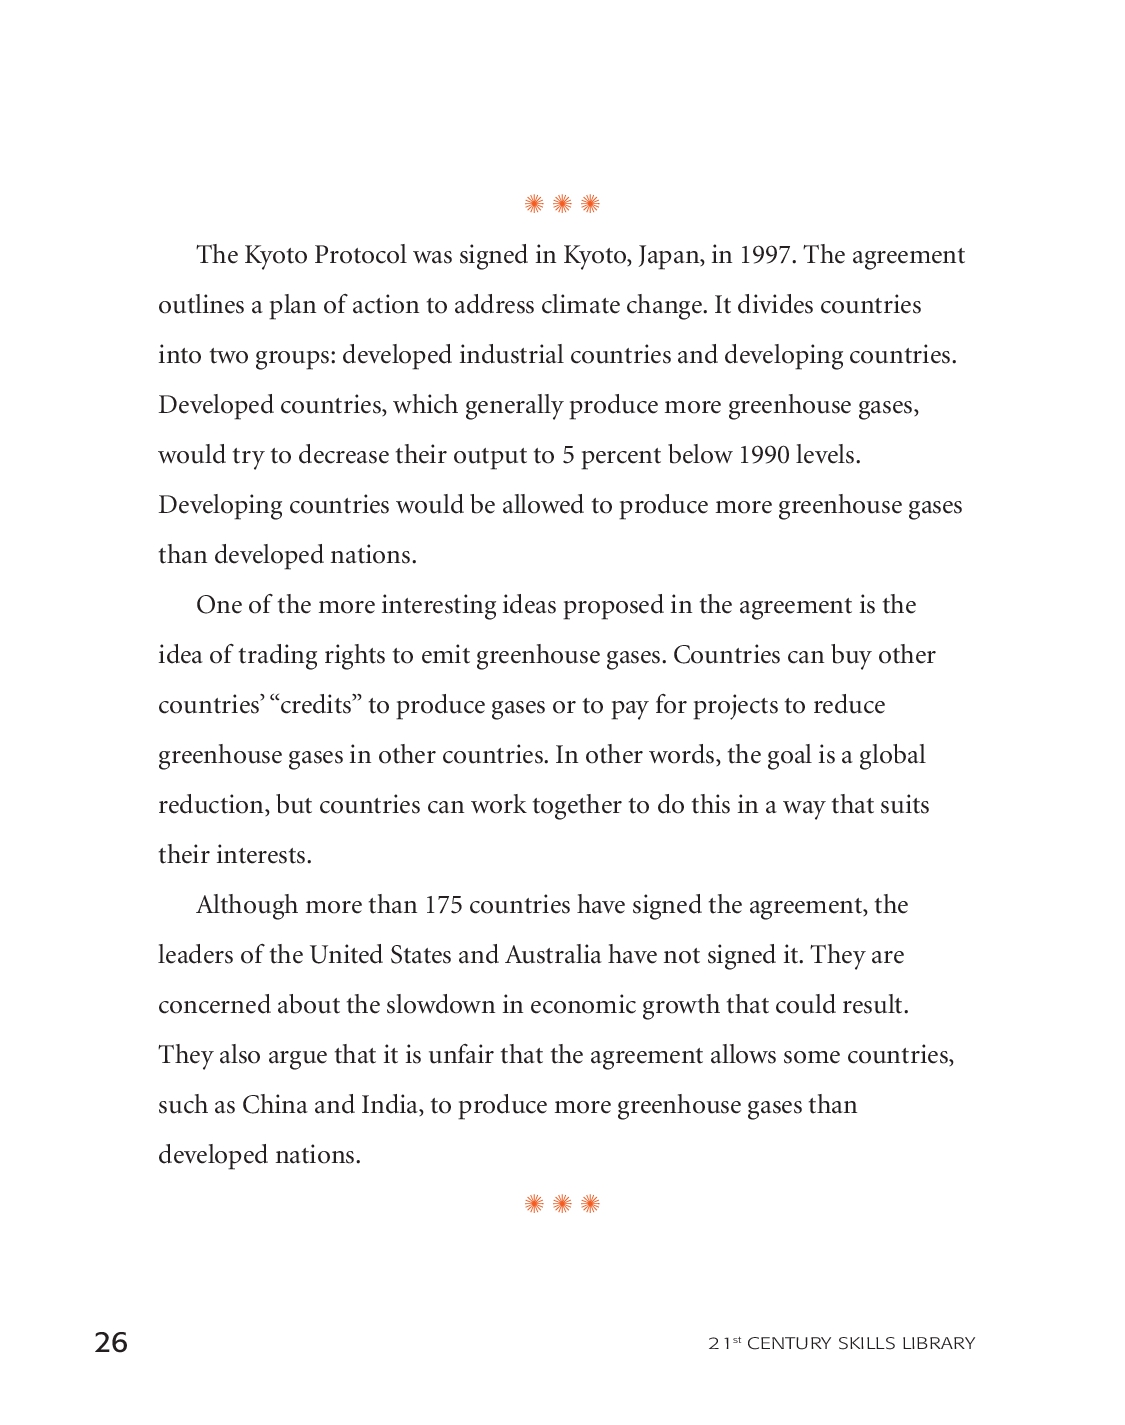 The Kyoto Protocol was signed in Kyoto, Japan, in 1997. The agreement
outlines a plan of action to address climate change. It divides countries
into two groups: developed industrial countries and developing countries.
Developed countries, which generally produce more greenhouse gases,
would try to decrease their output to 5 percent below 1990 levels.
Developing countries would be allowed to produce more greenhouse gases
than developed nations.
One of the more interesting ideas proposed in the agreement is the
idea of trading rights to emit greenhouse gases. Countries can buy other
countries’ “credits” to produce gases or to pay for projects to reduce
greenhouse gases in other countries. In other words, the goal is a global
reduction, but countries can work together to do this in a way that suits
their interests.
Although more than 175 countries have signed the agreement, the
leaders of the United States and Australia have not signed it. They are
concerned about the slowdown in economic growth that could result.
They also argue that it is unfair that the agreement allows some countries,
such as China and India, to produce more greenhouse gases than
developed nations.
26
21st CENTURY SKILLS LIBRARY